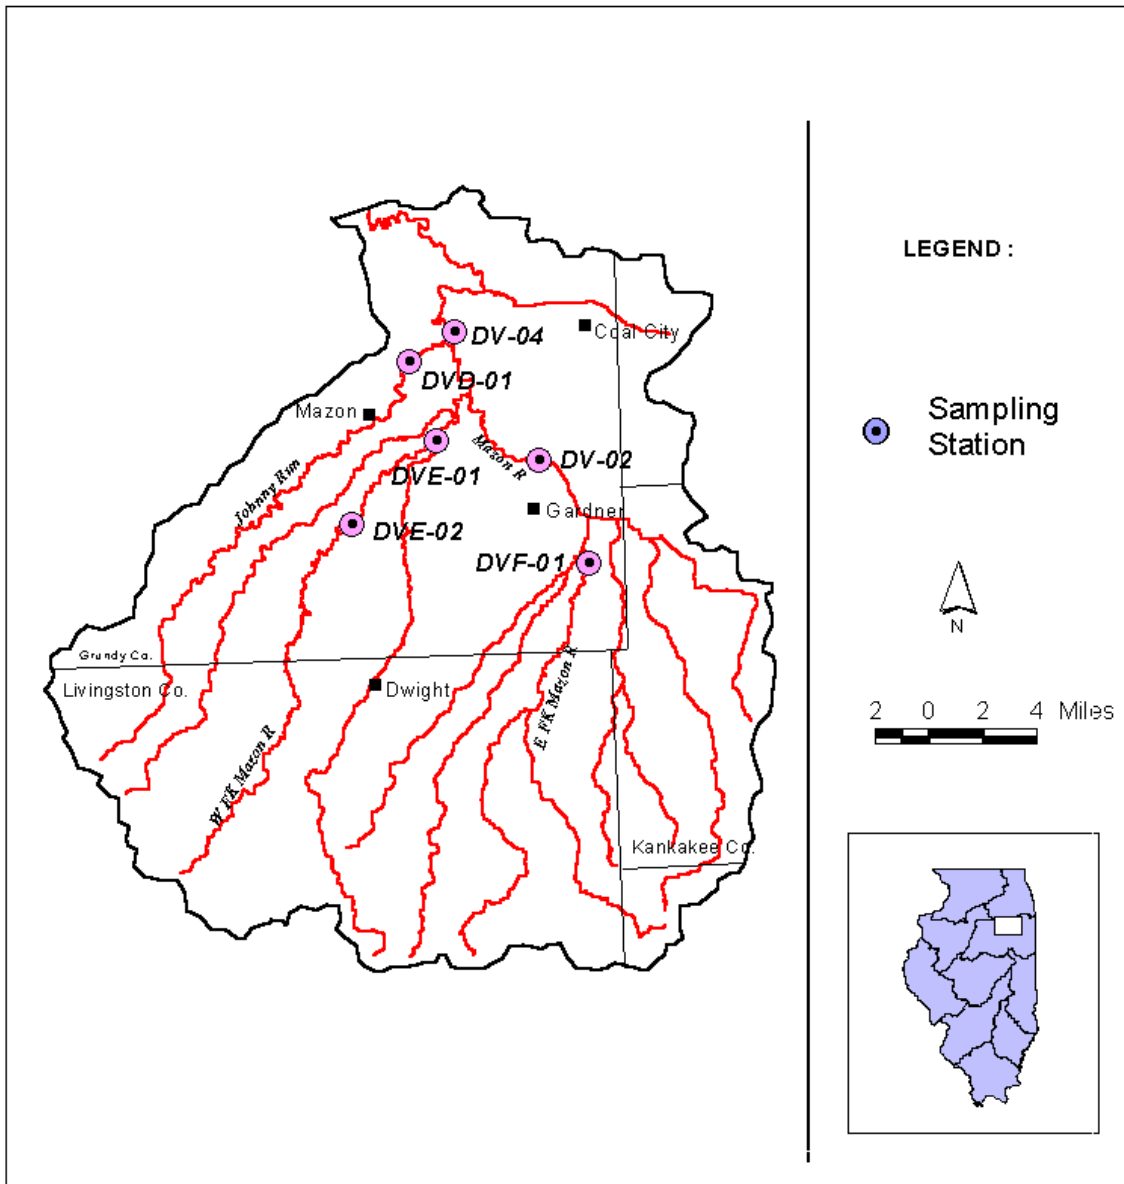 LEGEND :
DV-04
Coal City
DVD-01
Mazon
Sampling
Station
Mazon R
DVE-01
DV-02
Johnny Run
Gardner
DVE-02
DVF-01
N
Grundy Co.
E FK Mazon R
Livingston Co.
Dwight
2 0 2 4 Miles
W FK Mazon R
Kankakee Co.